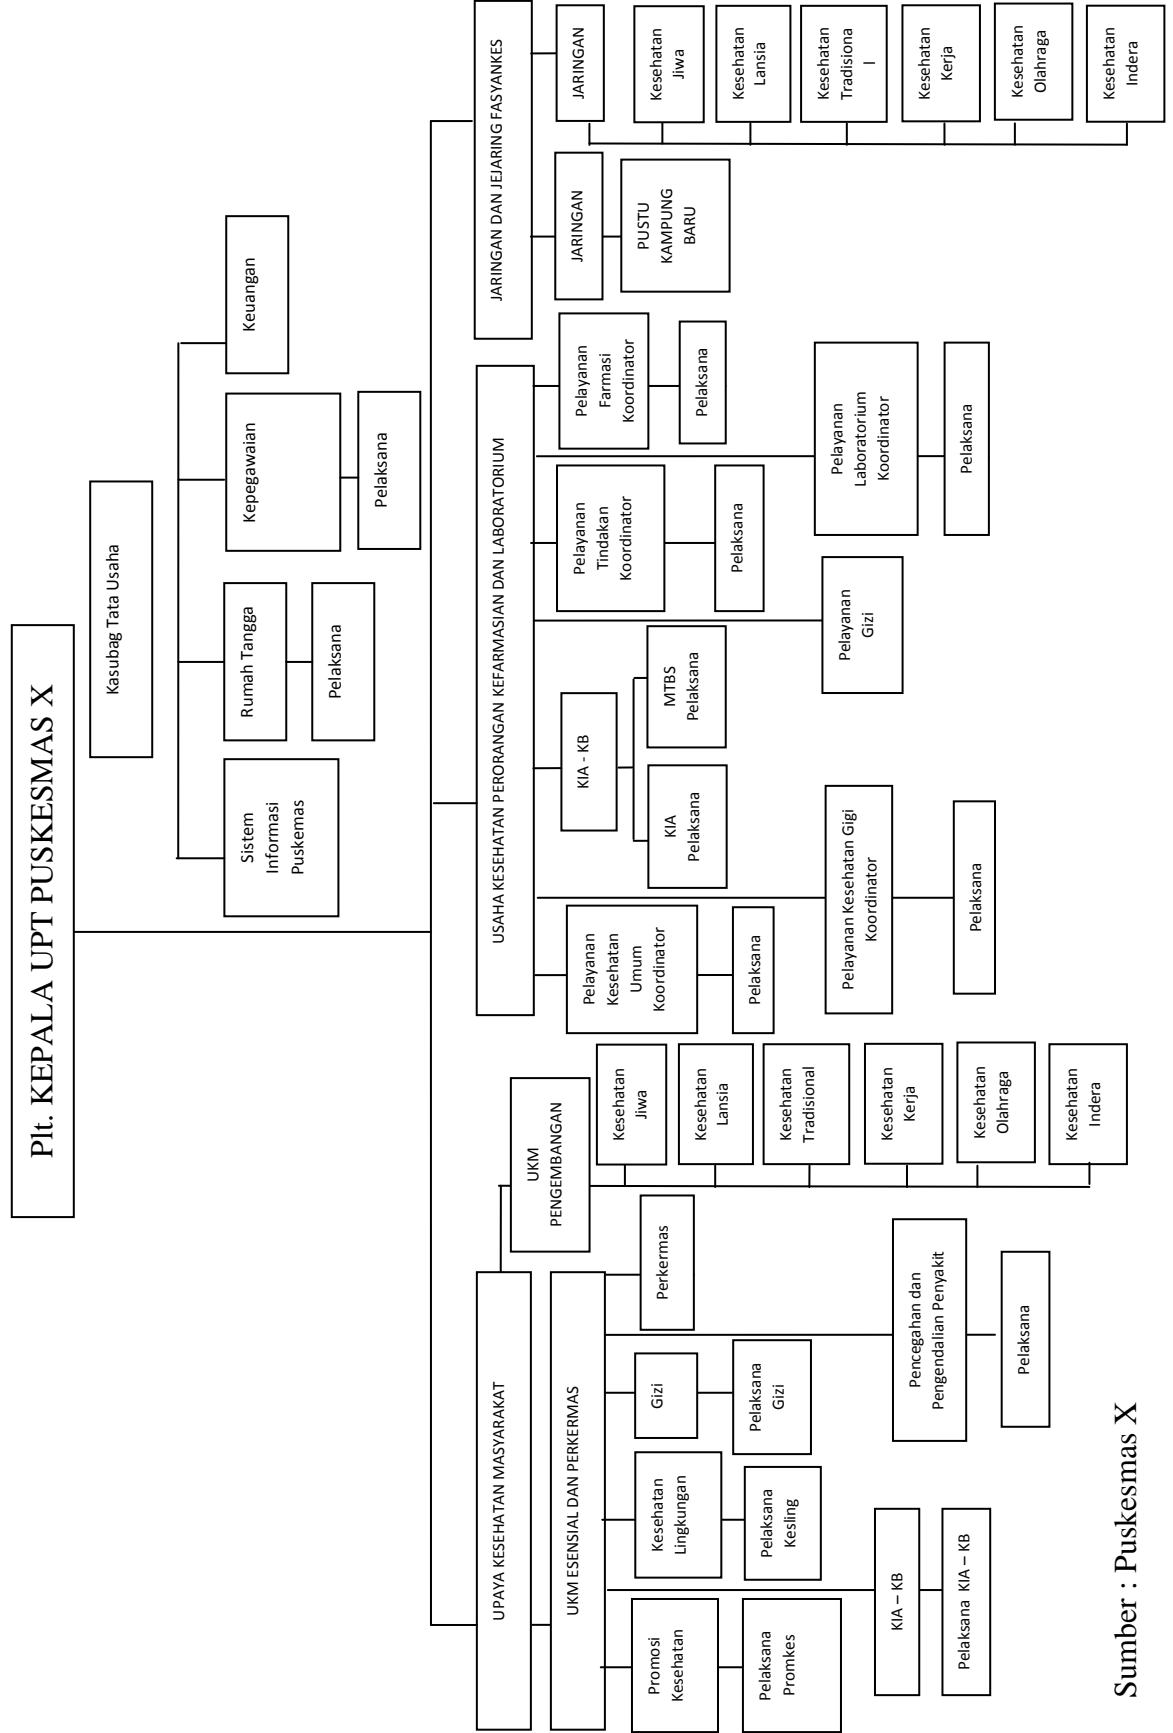 Plt. KEPALA UPT PUSKESMAS X
Kasubag Tata Usaha
Sistem
Informasi
Puskemas
Rumah Tangga
Pelaksana
Kepegawaian
Pelaksana
Keuangan
UPAYA KESEHATAN MASYARAKAT
UKM ESENSIAL DAN PERKERMAS
Promosi
Kesehatan
Pelaksana
Promkes
KIA – KB
Pelaksana KIA – KB
Kesehatan
Lingkungan
Pelaksana
Kesling
Gizi
Pelaksana
Gizi
Pencegahan dan
Pengendalian Penyakit
Pelaksana
Perkermas
UKM
PENGEMBANGAN
Kesehatan
Jiwa
Kesehatan
Lansia
Kesehatan
Tradisional
Kesehatan
Kerja
Kesehatan
Olahraga
Kesehatan
Indera
USAHA KESEHATAN PERORANGAN KEFARMASIAN DAN LABORATORIUM
Pelayanan
Kesehatan
Umum
Koordinator
Pelaksana
Pelayanan Kesehatan Gigi
Koordinator
Pelaksana
KIA - KB
KIA
Pelaksana
MTBS
Pelaksana
Pelayanan
Gizi
Pelayanan
Tindakan
Koordinator
Pelaksana
Pelayanan
Laboratorium
Koordinator
Pelaksana
Pelayanan
Farmasi
Koordinator
Pelaksana
JARINGAN DAN JEJARING FASYANKES
JARINGAN
PUSTU
KAMPUNG
BARU
JARINGAN
Kesehatan
Jiwa
Kesehatan
Lansia
Kesehatan
Tradisiona
l
Kesehatan
Kerja
Kesehatan
Olahraga
Kesehatan
Indera
Sumber : Puskesmas X